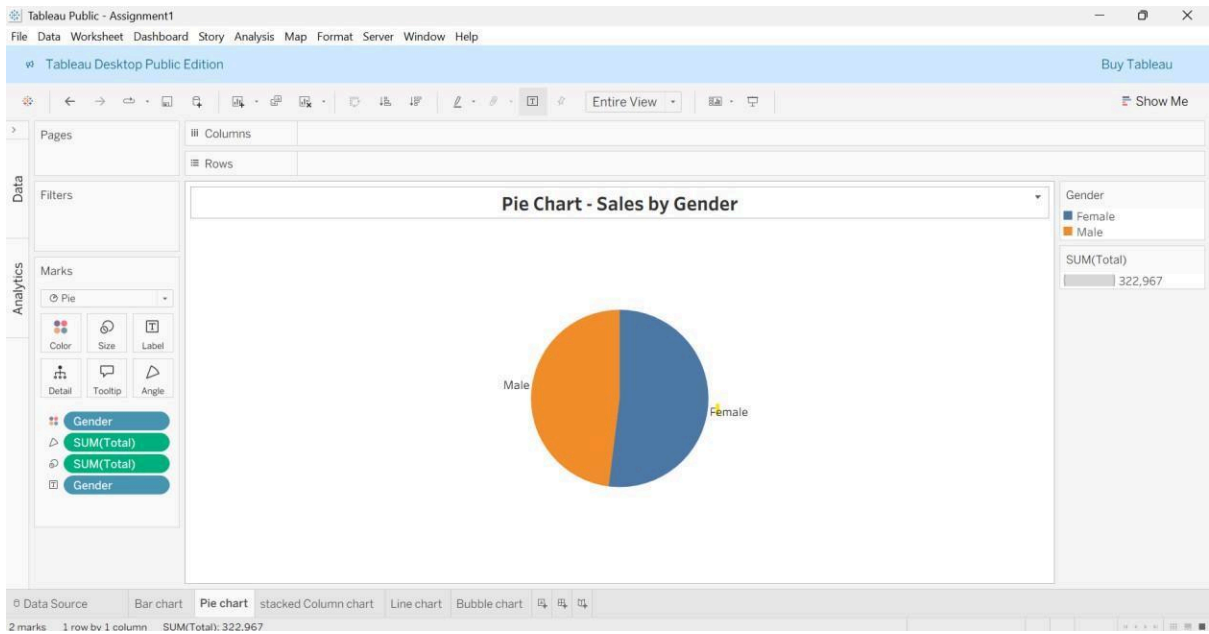 Tableau Public - Assignment1
File Data Worksheet Dashboard Story Analysis Map Format Server Window Help
Tableau Desktop Public Edition
Buy Tableau
Entire View
Show Me
Data
Analytics
Pages
Filters
Marks
Pie
Color Size Label
Detail Tooltip Angle
Gender
SUM(Total)
SUM(Total)
Gender
Columns
Rows
Pie Chart - Sales by Gender
Male
Female
Gender
Female
Male
SUM(Total)
322,967
Data Source Bar chart Pie chart stacked Column chart Line chart Bubble chart
2 marks 1 row by 1 column SUM(Total): 322,967